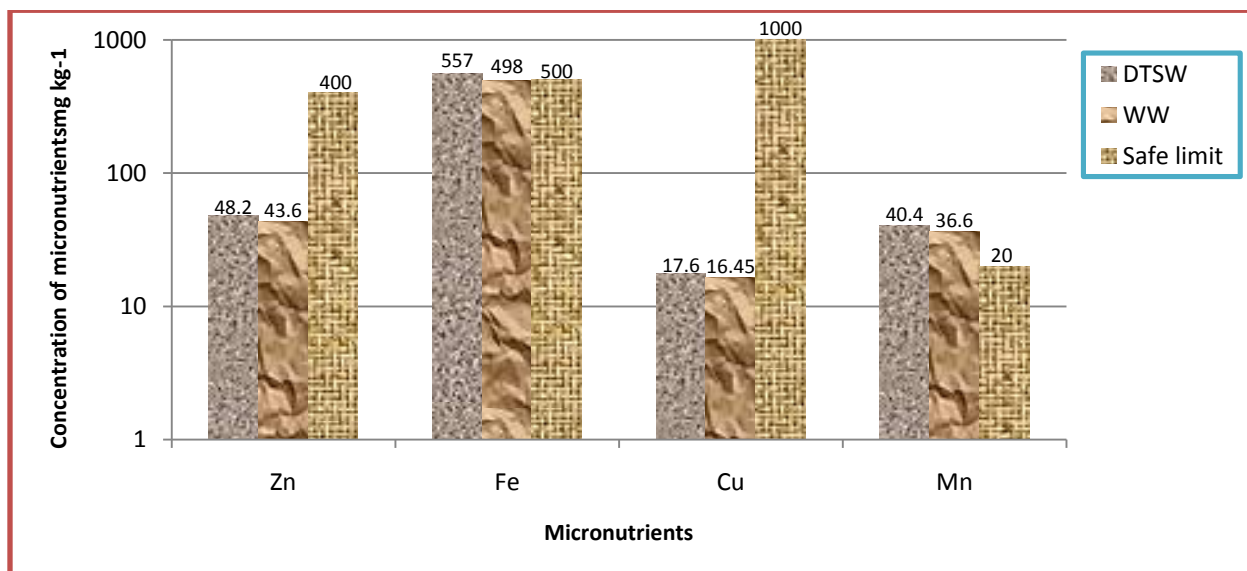 Concentration of micronutrientsmg kg-1
1000
100
10
1
48.2
43.6
400
557
498
500
17.6
16.45
1000
40.4
36.6
20
Zn
Fe
Cu
Mn
Micronutrients
DTSW
WW
Safe limit